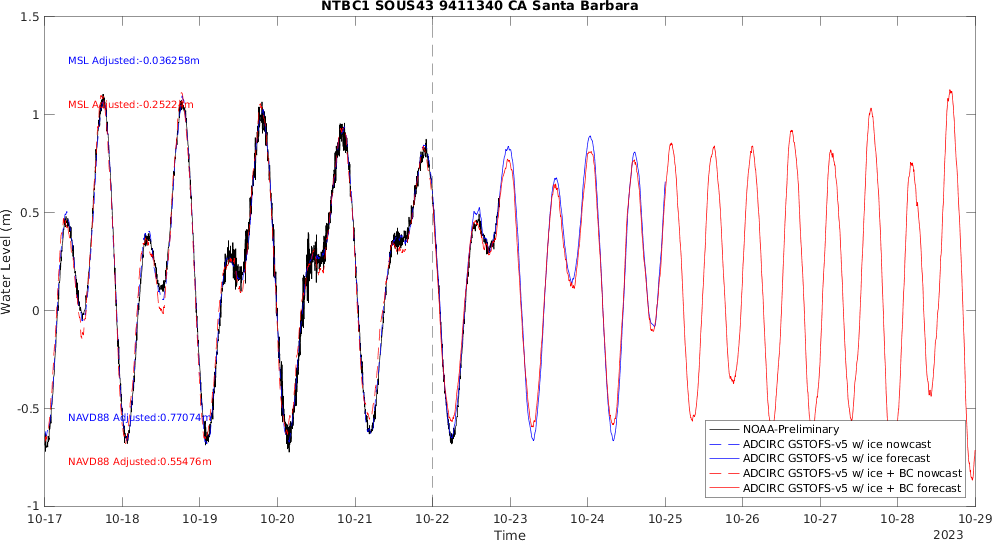 NTBC1 SOUS43 9411340 CA Santa Barbara
1.5
1
0.5
0
-0.5
-1
Water Level (m)
MSL Adjusted:-0.036258m
MSL Adjusted:-0.2522
NAVD88 Adjusted:0.77074m
NAVD88 Adjusted:0.55476m
NOAA-Preliminary
ADCIRC GSTOFS-v5 w/ ice nowcast
ADCIRC GSTOFS-v5 w/ ice forecast
ADCIRC GSTOFS-v5 w/ ice + BC nowcast
ADCIRC GSTOFS-v5 w/ ice + BC forecast
10-17 10-18 10-19 10-20 10-21 10-22 10-23 10-24 10-25 10-26 10-27 10-28 10-29
Time
2023